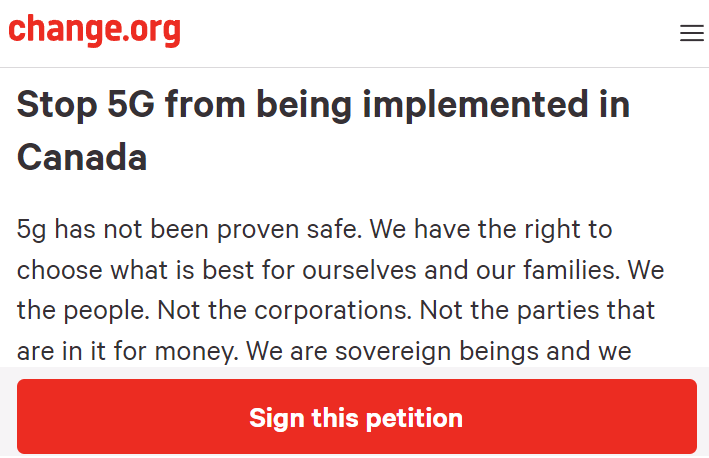 change.org
Stop 5G from being implemented in
Canada
5g has not been proven safe. We have the right to
choose what is best for ourselves and our families. We
the people. Not the corporations. Not the parties that
are in it for money. We are sovereign beings and we
Sign this petition